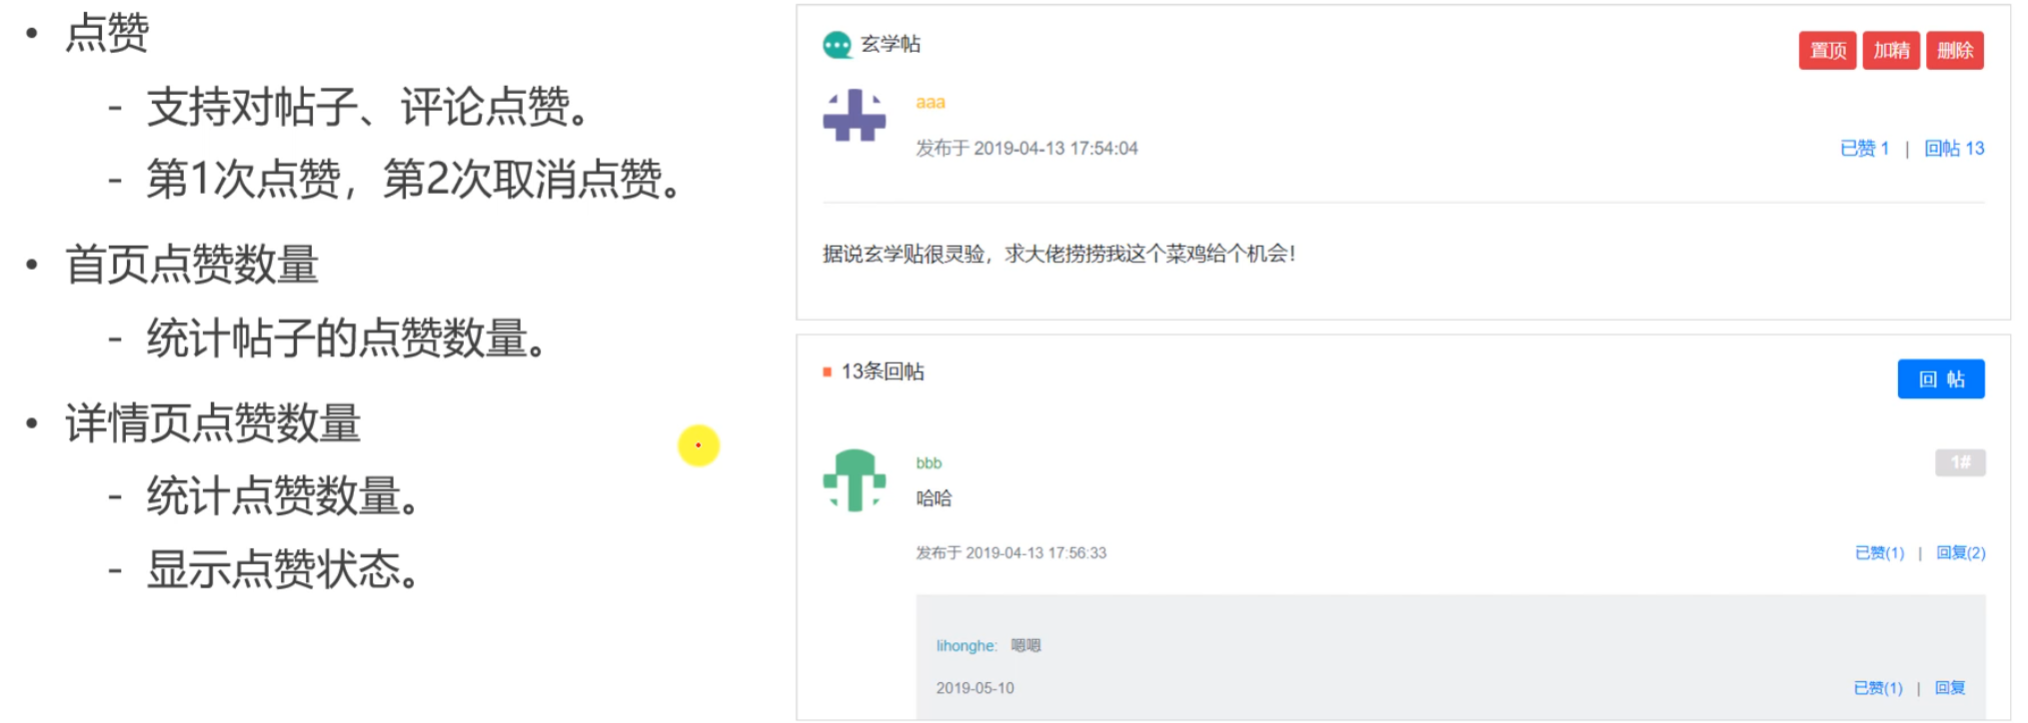 • 点赞
- 支持对帖子、评论点赞。
- 第1次点赞，第2次取消点赞。
• 首页点赞数量
- 统计帖子的点赞数量。
• 详情页点赞数量
- 统计点赞数量。
- 显示点赞状态。
玄学帖
置顶 加精 删除
aaa
发布于 2019-04-13 17:54:04
已赞 1 | 回帖 13
据说玄学贴很灵验，求大佬捞捞我这个菜鸡给个机会！
13条回帖
回 帖
bbb
1#
哈哈
发布于 2019-04-13 17:56:33
已赞(1) | 回复(2)
lihonghe: 嗯嗯
2019-05-10
已赞(1) | 回复